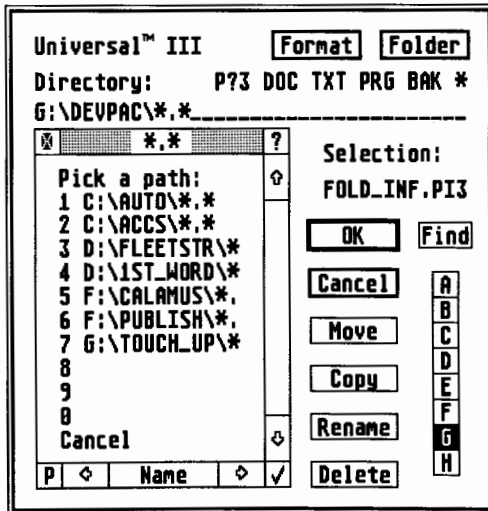 Universal™ III Format Folder
Directory: P?3 DOC TXT PRG BAK *
G:\DEVPAC\*.*
*.* ?
Selection:
FOLD_INF.PI3
Pick a path:
1 C:\AUTO\*.*
2 C:\ACCS\*.*
3 D:\FLEETSTR\*
4 D:\1ST_WORD\*
5 F:\CALAMUS\*.
6 F:\PUBLISH\*.
7 G:\TOUCH_UP\*
8
9
0
Cancel
P Name
OK Find
Cancel
Move
Copy
Rename
Delete
A
B
C
D
E
F
G
H